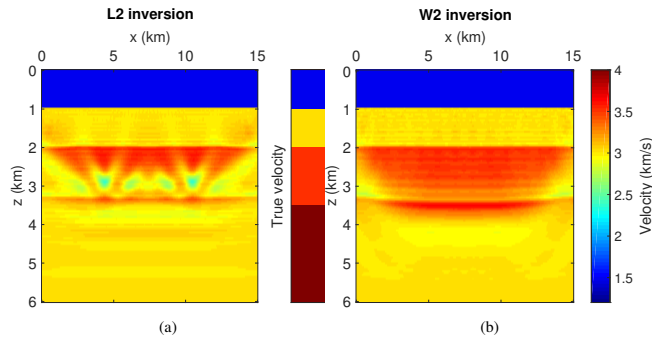 L2 inversion
x (km)
0 5 10 15
0
1
2
3
4
5
6
z (km)
(a)
True velocity
W2 inversion
x (km)
0 5 10 15
0
1
2
3
4
5
6
z (km)
(b)
4
3.5
3
2.5
2
1.5
Velocity (km/s)